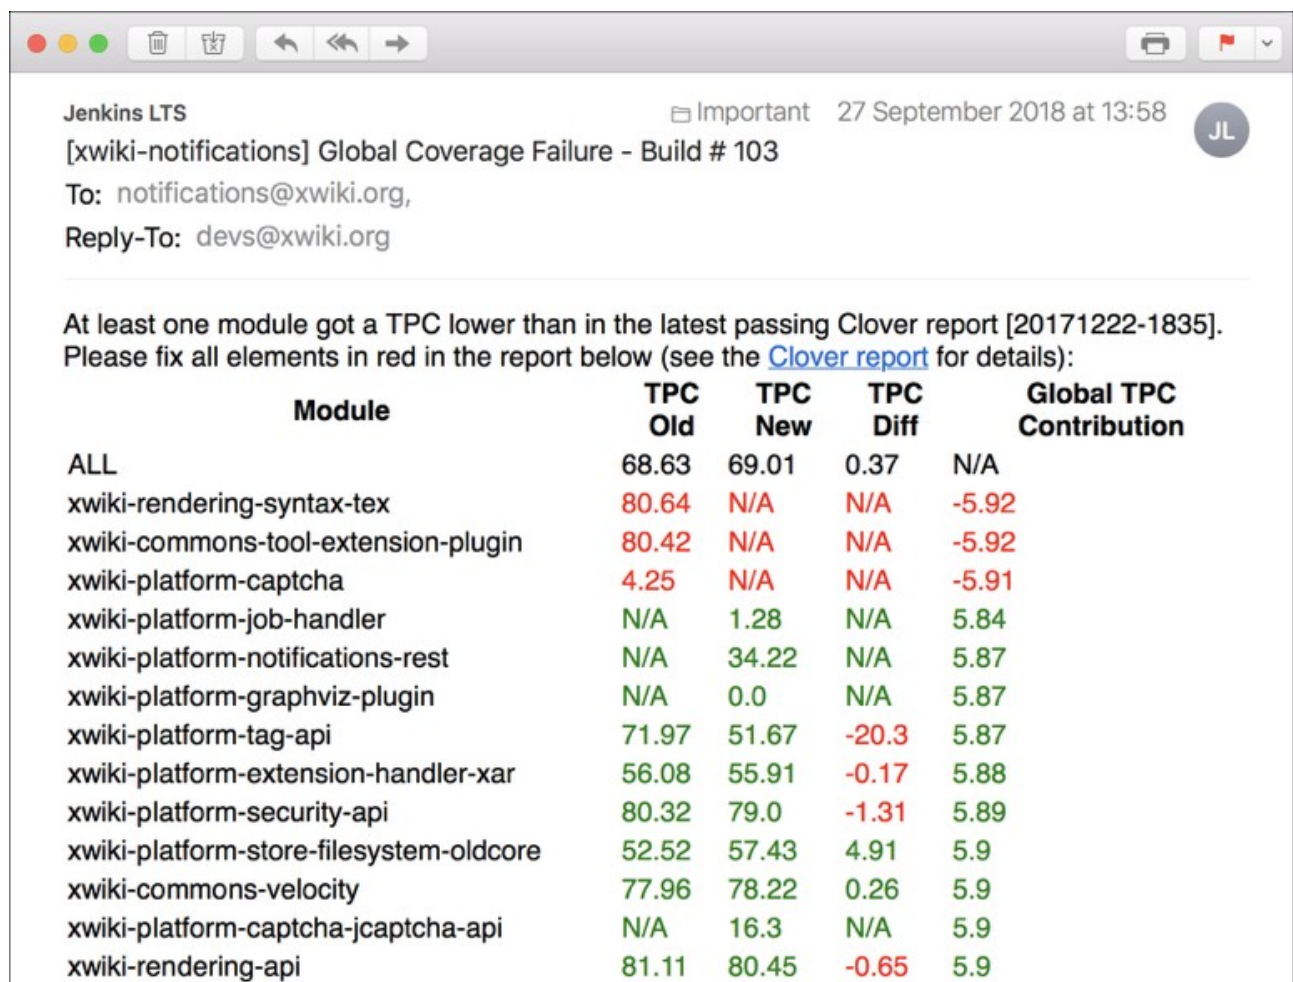 Jenkins LTS Important 27 September 2018 at 13:58
JL
[xwiki-notifications] Global Coverage Failure - Build # 103
To: notifications@xwiki.org,
Reply-To: devs@xwiki.org
At least one module got a TPC lower than in the latest passing Clover report [20171222-1835].
Please fix all elements in red in the report below (see the Clover report for details):
Module TPC Old TPC New TPC Diff Global TPC Contribution
ALL 68.63 69.01 0.37 N/A
xwiki-rendering-syntax-tex 80.64 N/A N/A -5.92
xwiki-commons-tool-extension-plugin 80.42 N/A N/A -5.92
xwiki-platform-captcha 4.25 N/A N/A -5.91
xwiki-platform-job-handler N/A 1.28 N/A 5.84
xwiki-platform-notifications-rest N/A 34.22 N/A 5.87
xwiki-platform-graphviz-plugin N/A 0.0 N/A 5.87
xwiki-platform-tag-api 71.97 51.67 -20.3 5.87
xwiki-platform-extension-handler-xar 56.08 55.91 -0.17 5.88
xwiki-platform-security-api 80.32 79.0 -1.31 5.89
xwiki-platform-store-filesystem-oldcore 52.52 57.43 4.91 5.9
xwiki-commons-velocity 77.96 78.22 0.26 5.9
xwiki-platform-captcha-jcaptcha-api N/A 16.3 N/A 5.9
xwiki-rendering-api 81.11 80.45 -0.65 5.9